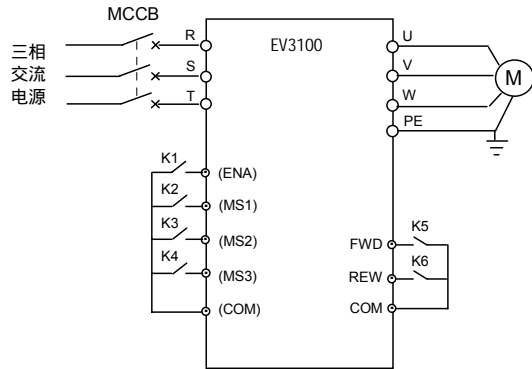 MCCB
三相
交流
电源
R
S
T
EV3100
U
V
W
PE
M
K1
(ENA)
K2
(MS1)
K3
(MS2)
K4
(MS3)
(COM)
FWD
K5
REW
K6
COM